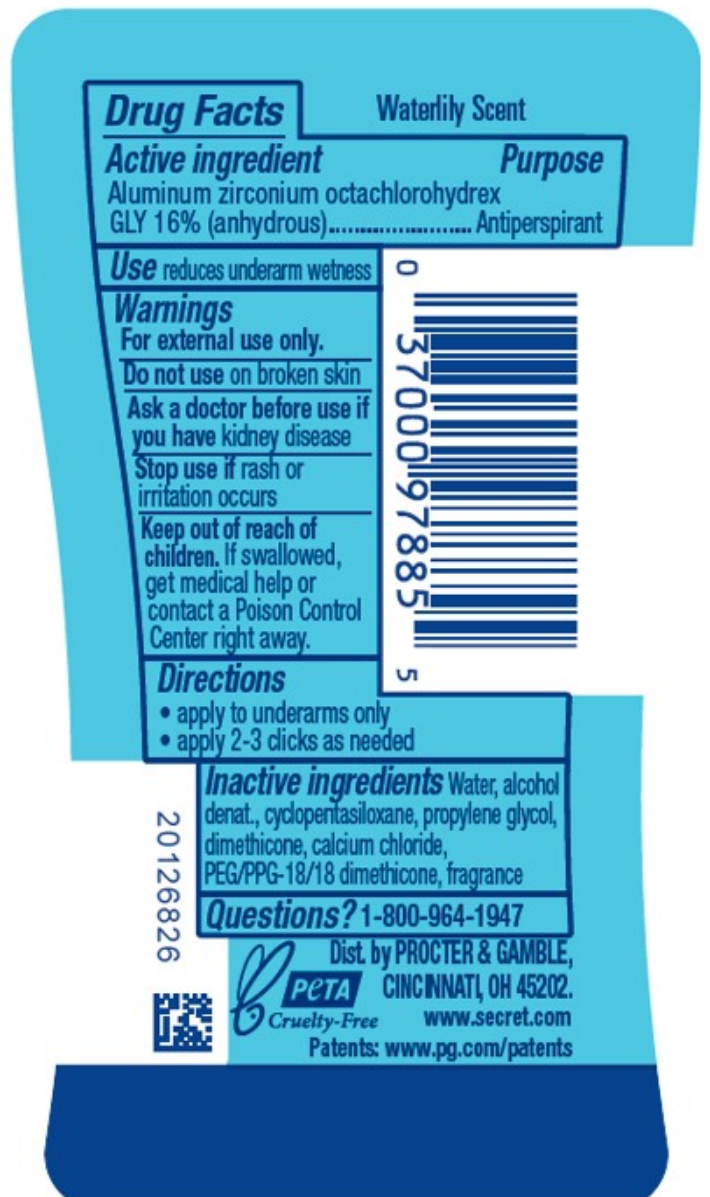 Drug Facts
Waterlily Scent
Active ingredient Purpose
Aluminum zirconium octachlorohydrex
GLY 16% (anhydrous)........................ Antiperspirant
Use reduces underarm wetness
Warnings
For external use only.
Do not use on broken skin
Ask a doctor before use if
you have kidney disease
Stop use if rash or
irritation occurs
Keep out of reach of
children. If swallowed,
get medical help or
contact a Poison Control
Center right away.
0 37000 97885 5
Directions
• apply to underarms only
• apply 2-3 clicks as needed
Inactive ingredients Water, alcohol
denat., cyclopentasiloxane, propylene glycol,
dimethicone, calcium chloride,
PEG/PPG-18/18 dimethicone, fragrance
Questions? 1-800-964-1947
20126826
Dist. by PROCTER & GAMBLE,
CINCINNATI, OH 45202.
www.secret.com
PeTA
Cruelty-Free
Patents: www.pg.com/patents